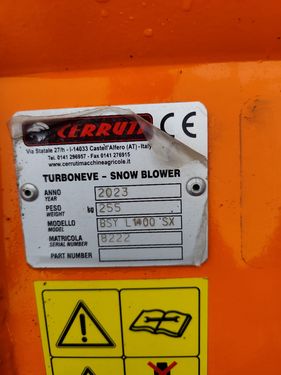 CERRUTI CE
Via Statale 27/h - I-14033 Castell'Alfero (AT) - Italy
Tel. 0141 296957 - Fax 0141 276915
www.cerrutimacchineagricole.it
TURBONEVE - SNOW BLOWER
ANNO
YEAR 2023
PESO
WEIGHT kg 255
MODELLO
MODEL BSY L1400 SX
MATRICOLA
SERIAL NUMBER 8222
PART NUMBER